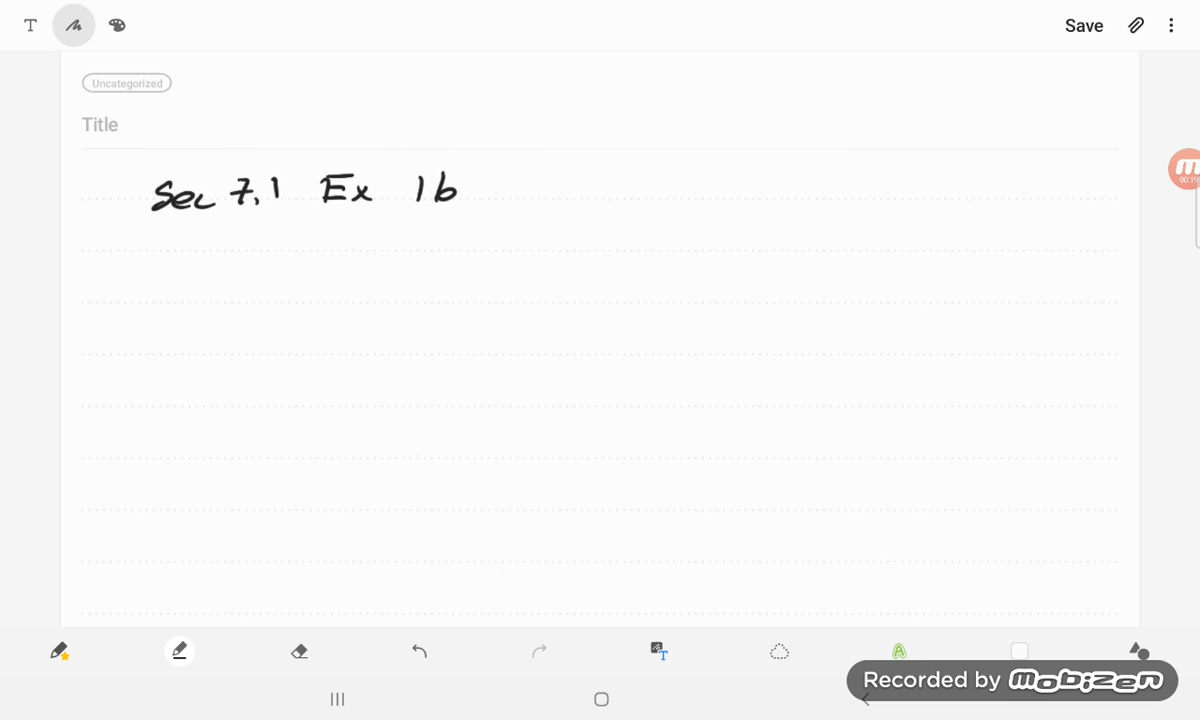 T Save
Uncategorized
Title
Sec 7.1 Ex 1b
m
T A
Recorded by mobizen